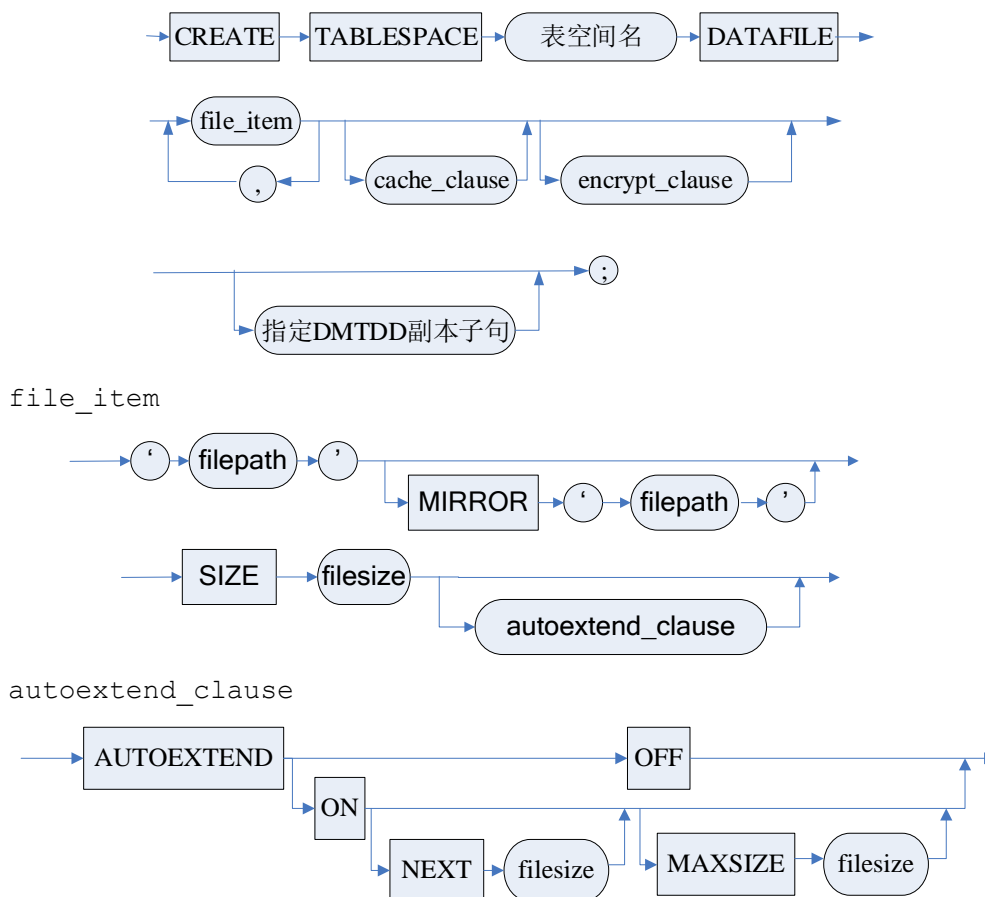 CREATE TABLESPACE 表空间名 DATAFILE
file_item
,
cache_clause
encrypt_clause
指定DMTDD副本子句
;
file_item
‘ filepath ’
MIRROR ‘ filepath ’
SIZE filesize
autoextend_clause
autoextend_clause
AUTOEXTEND OFF
ON
NEXT filesize MAXSIZE filesize